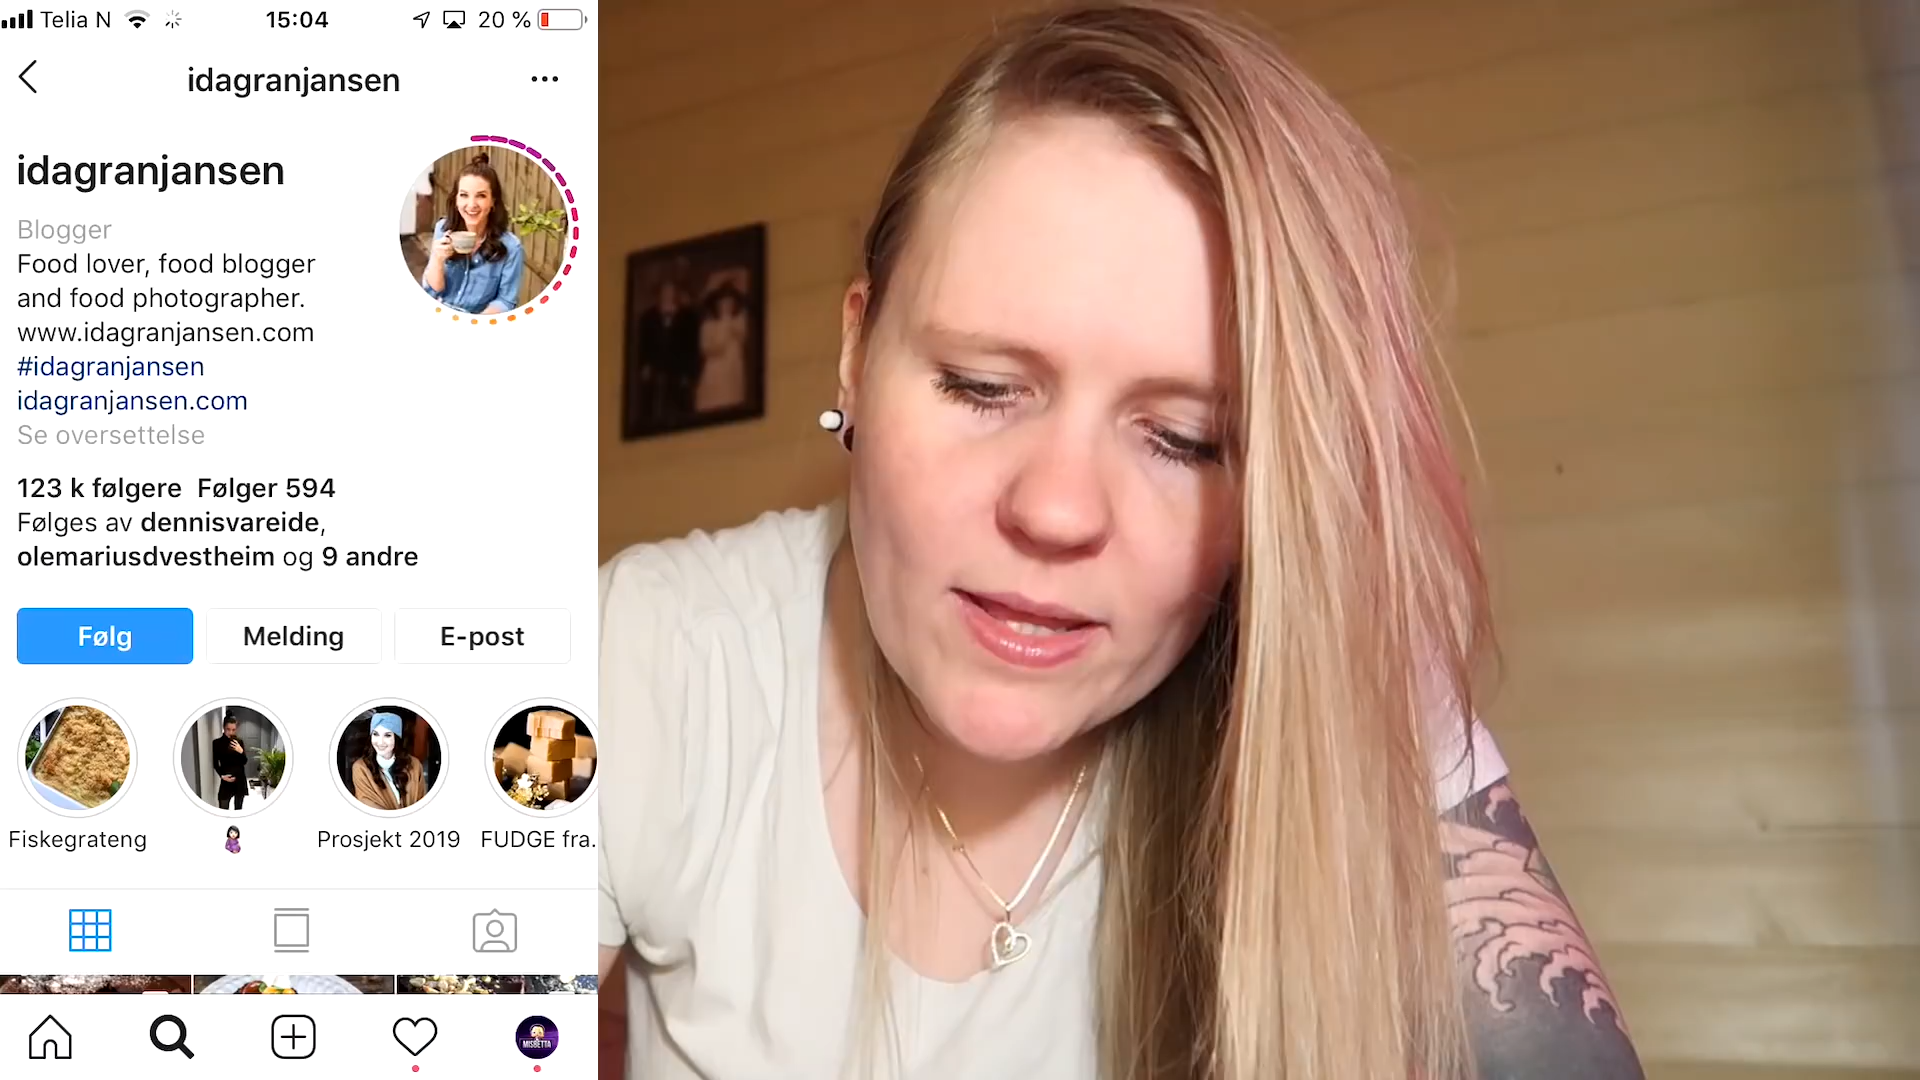 Telia N 15:04 20 %
idagranjansen
idagranjansen
Blogger
Food lover, food blogger
and food photographer.
www.idagranjansen.com
#idagranjansen
idagranjansen.com
Se oversettelse
123 k følgere Følger 594
Følges av dennisvareide,
olemariusdvestheim og 9 andre
Følg Melding E-post
Fiskegrateng Prosjekt 2019 FUDGE fra.
MISBETTA